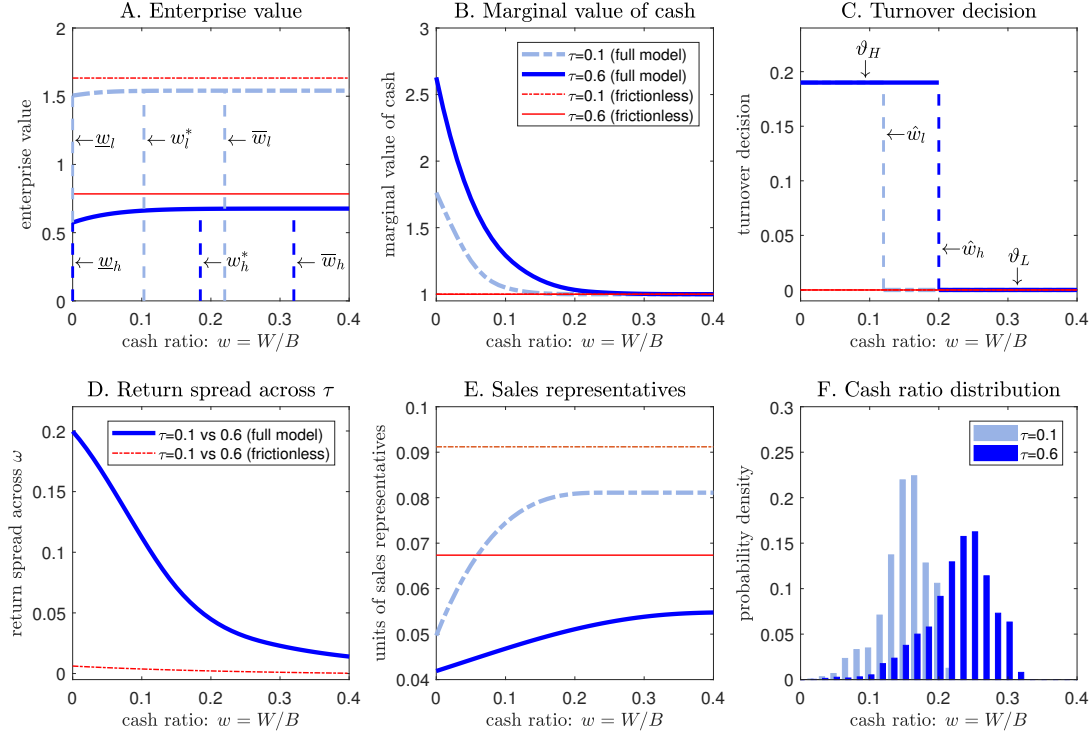 A. Enterprise value
2
1.5
1
0.5
0
enterprise value
← w̲_l
← w_l^*
← w̅_l
← w̲_h
← w_h^*
← w̅_h
0 0.1 0.2 0.3 0.4
cash ratio: w = W/B
B. Marginal value of cash
3
2.5
2
1.5
1
marginal value of cash
τ=0.1 (full model)
τ=0.6 (full model)
τ=0.1 (frictionless)
τ=0.6 (frictionless)
0 0.1 0.2 0.3 0.4
cash ratio: w = W/B
C. Turnover decision
0.2
0.15
0.1
0.05
0
turnover decision
ϑ_H
↓
← ŵ_l
← ŵ_h
ϑ_L
↓
0 0.1 0.2 0.3 0.4
cash ratio: w = W/B
D. Return spread across τ
0.2
0.15
0.1
0.05
0
return spread across ω
τ=0.1 vs 0.6 (full model)
τ=0.1 vs 0.6 (frictionless)
0 0.1 0.2 0.3 0.4
cash ratio: w = W/B
E. Sales representatives
0.1
0.09
0.08
0.07
0.06
0.05
0.04
units of sales representatives
0 0.1 0.2 0.3 0.4
cash ratio: w = W/B
F. Cash ratio distribution
0.3
0.25
0.2
0.15
0.1
0.05
0
probability density
τ=0.1
τ=0.6
0 0.1 0.2 0.3 0.4
cash ratio: w = W/B